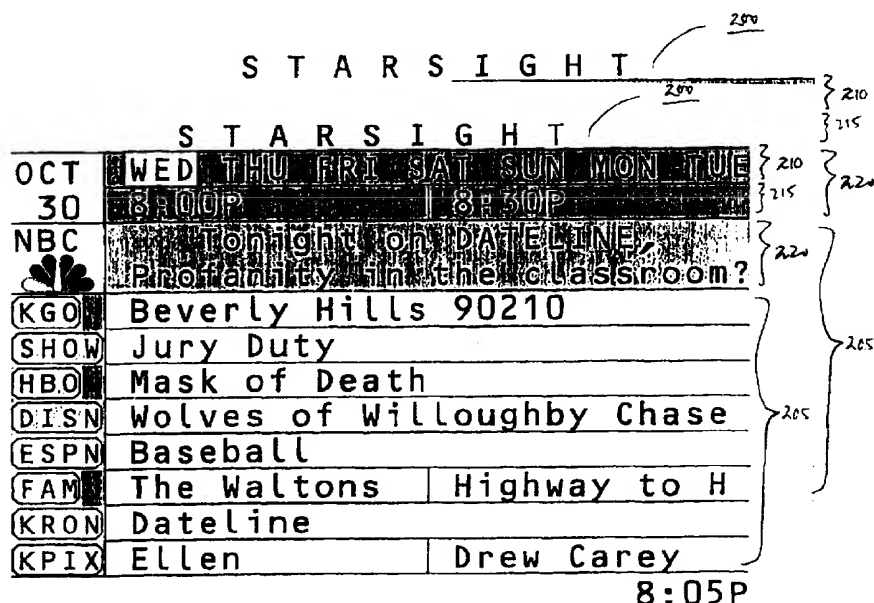 200
S T A R S I G H T
200
210
215
S T A R S I G H T
OCT WED THU FRI SAT SUN MON TUE 210
30 8:00P 8:30P 215 220
NBC Tonight on DATELINE, 220
Profanity in the classroom?
KGO Beverly Hills 90210
SHOW Jury Duty 205
HBO Mask of Death
DISN Wolves of Willoughby Chase 205
ESPN Baseball
FAM The Waltons Highway to H
KRON Dateline
KPIX Ellen Drew Carey
8:05P